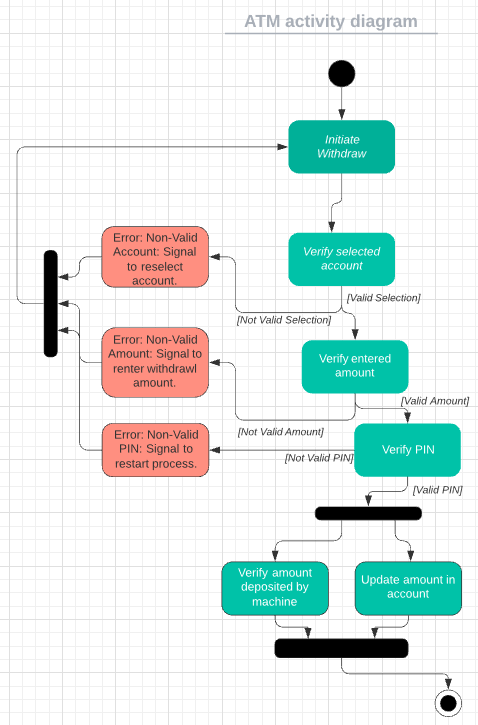 ATM activity diagram
Initiate
Withdraw
Verify selected
account
Error: Non-Valid
Account: Signal
to reselect
account.
[Valid Selection]
[Not Valid Selection]
Error: Non-Valid
Amount: Signal to
renter withdrawl
amount.
Verify entered
amount
[Valid Amount]
[Not Valid Amount]
Error: Non-Valid
PIN: Signal to
restart process.
[Not Valid PIN]
Verify PIN
[Valid PIN]
Verify amount
deposited by
machine
Update amount in
account